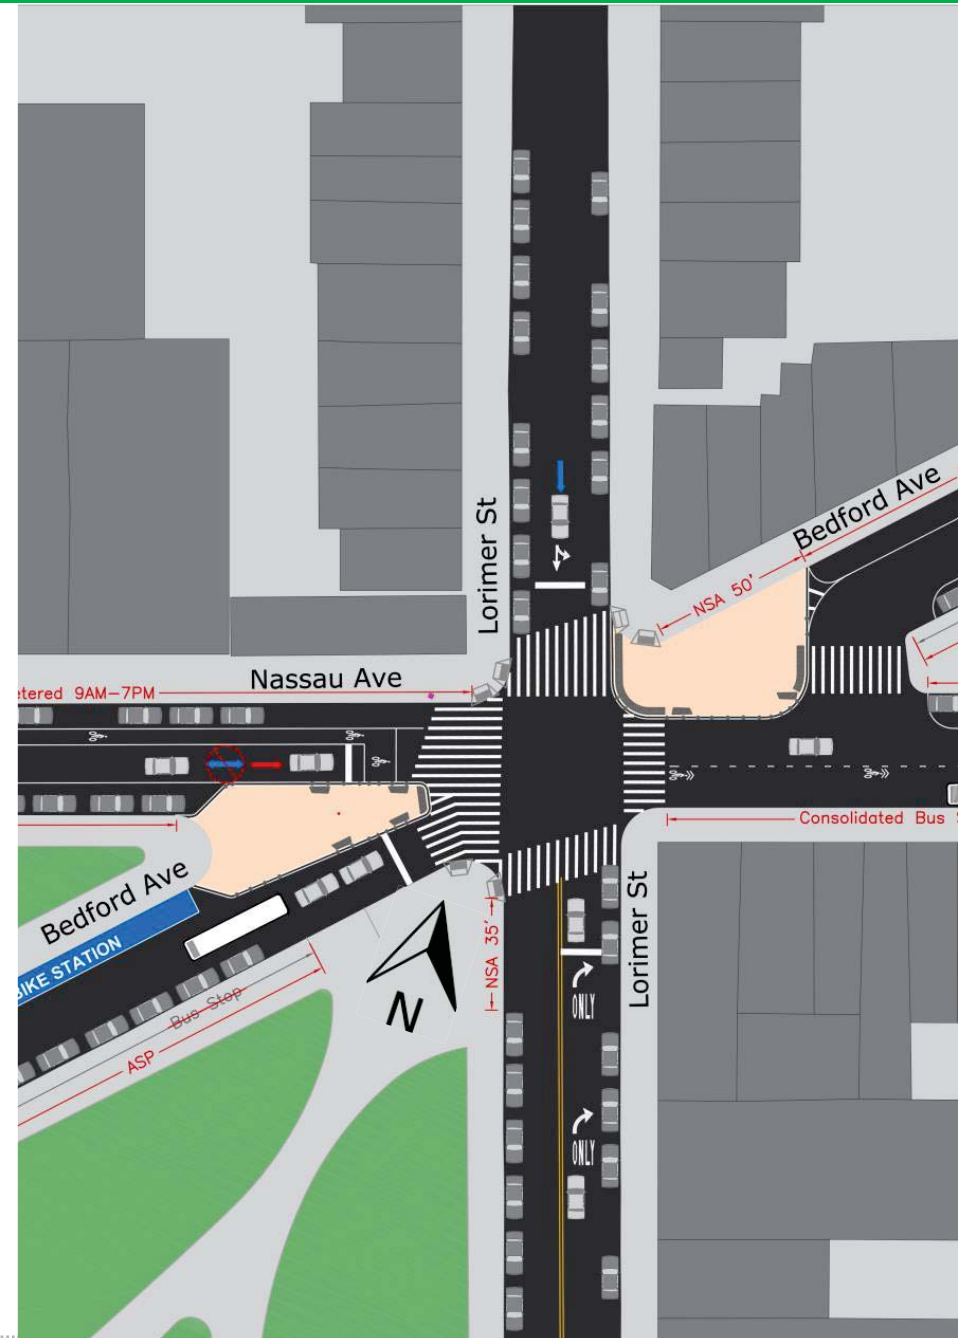 Bedford Ave
NSA 50'
Lorimer St
Nassau Ave
etered 9AM-7PM
Consolidated Bus
Bedford Ave
BIKE STATION
Lorimer St
NSA 35'
N
ONLY
Bus Stop
ASP
ONLY